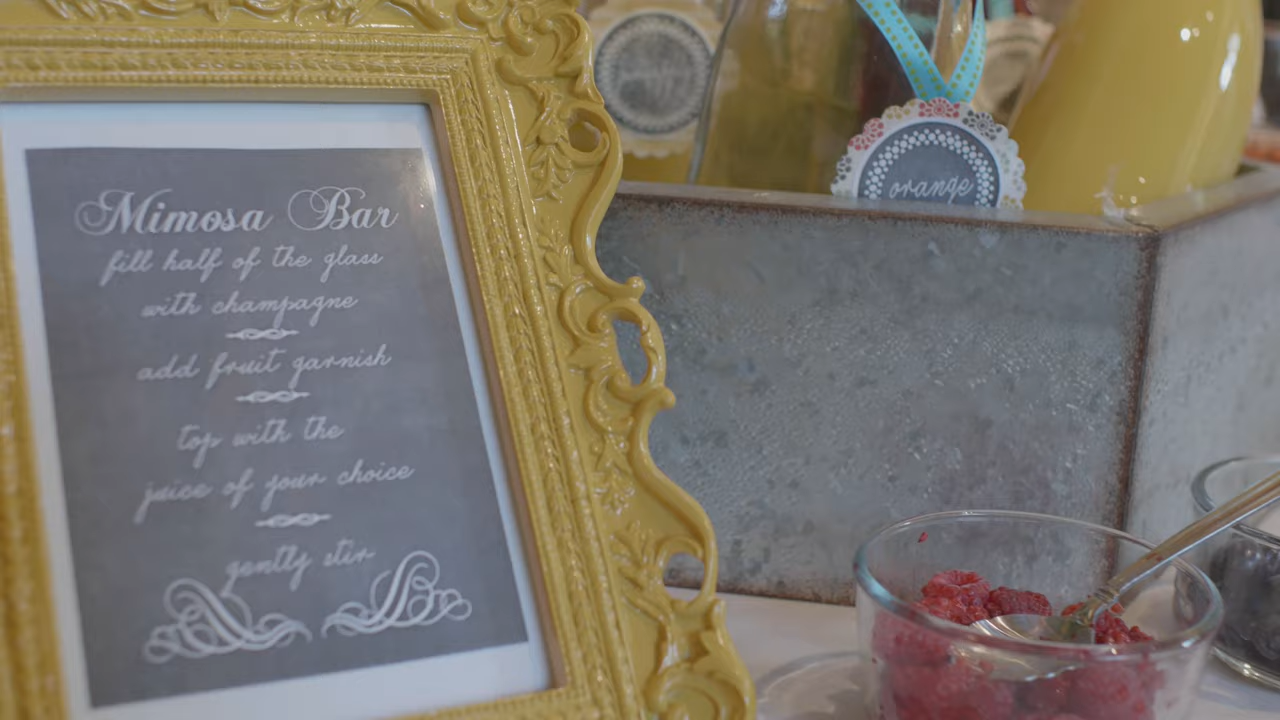 Mimosa Bar
fill half of the glass
with champagne
add fruit garnish
top with the
juice of your choice
gently stir
orange